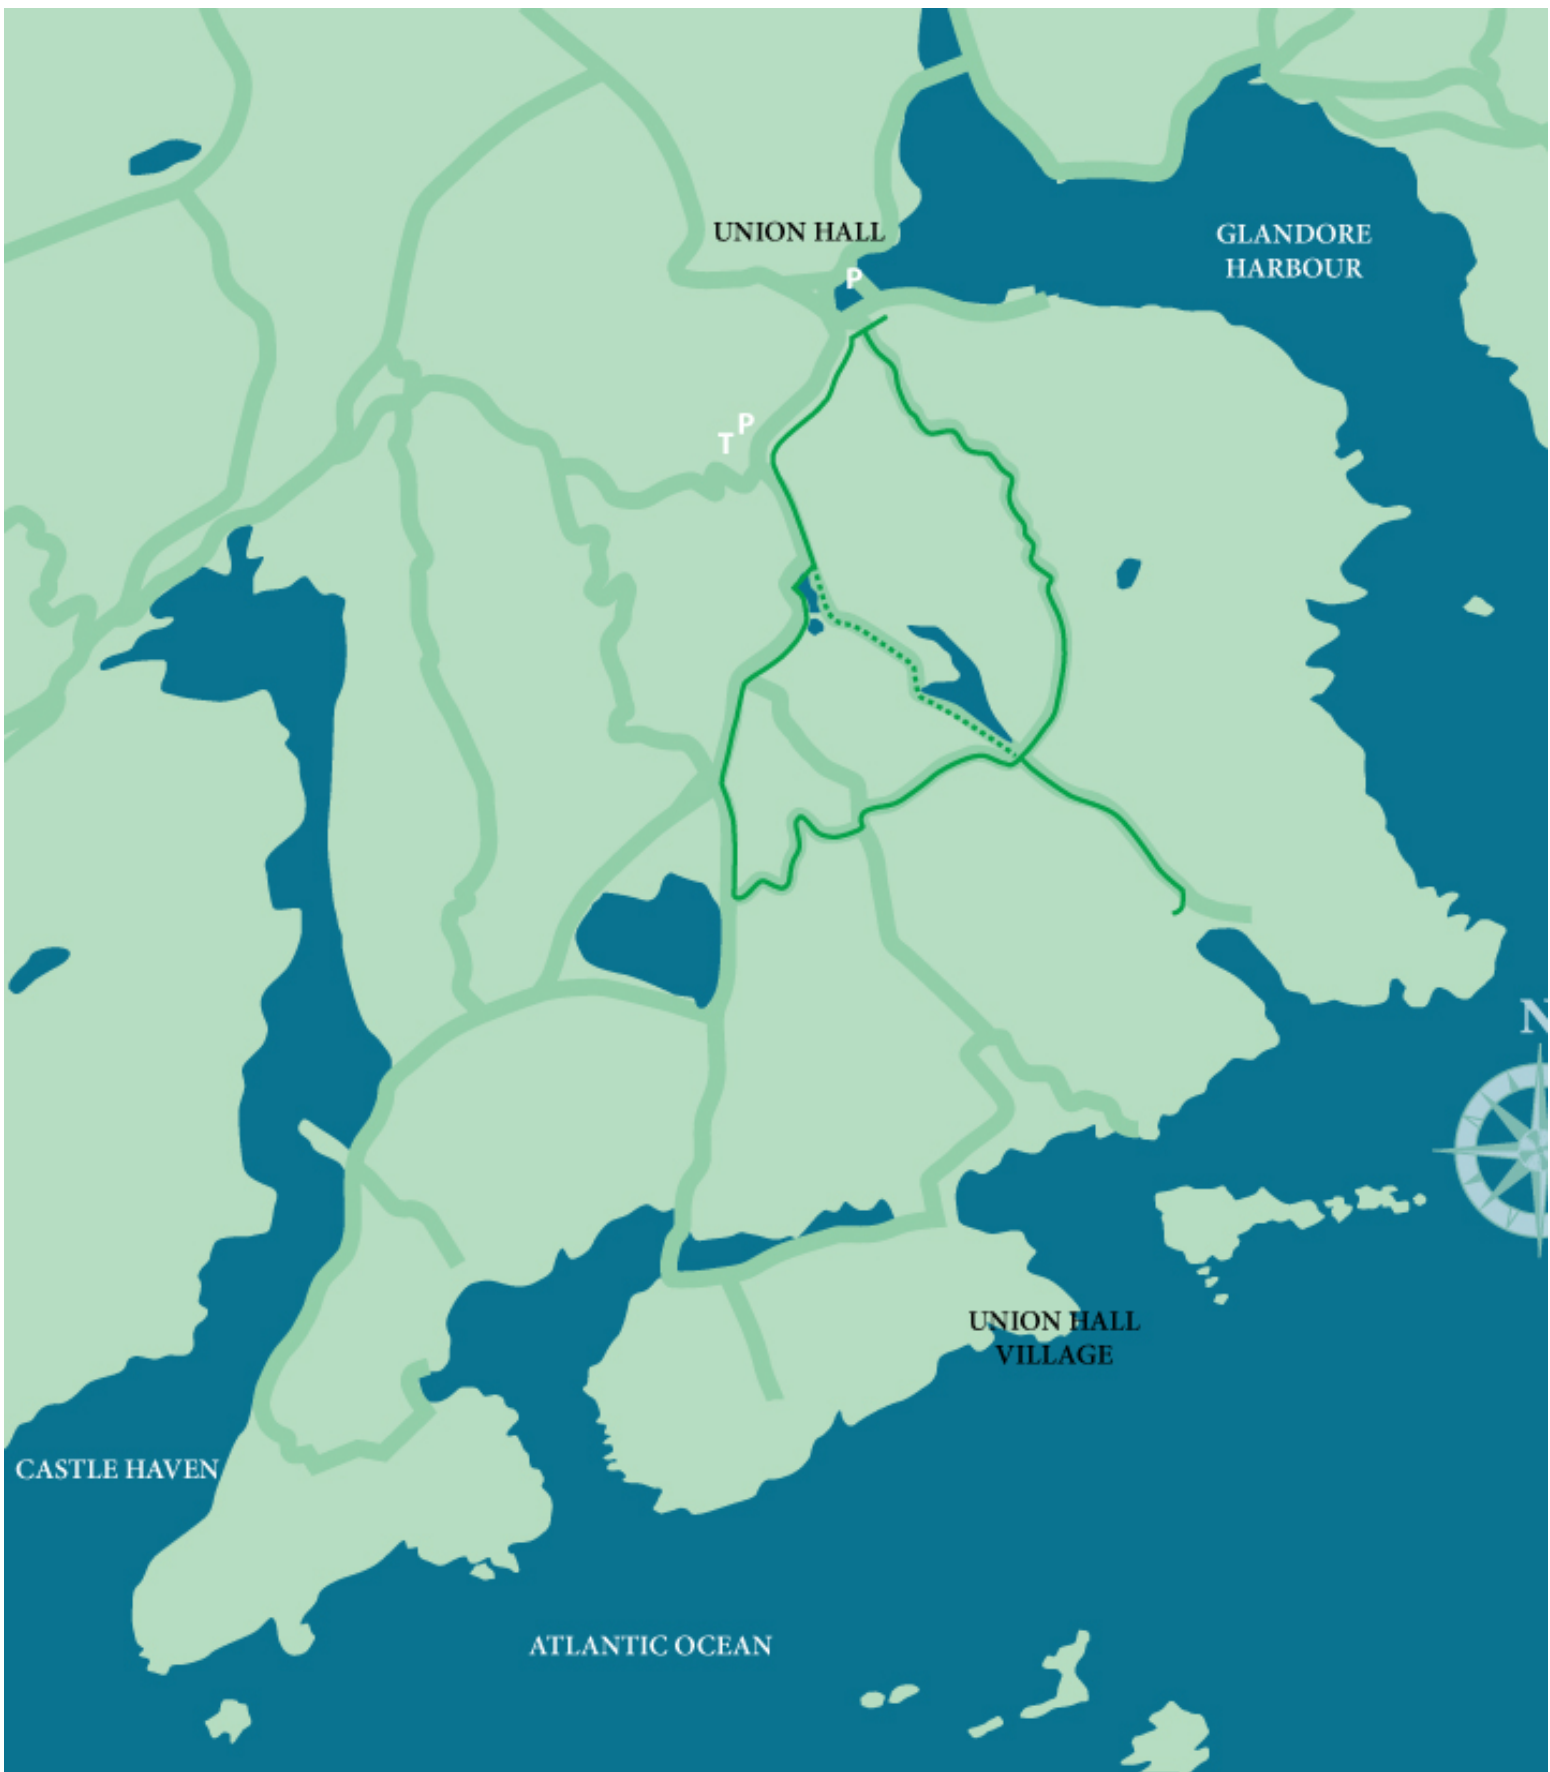 UNION HALL
GLANDORE
HARBOUR
P
P
T
N
UNION HALL
VILLAGE
CASTLE HAVEN
ATLANTIC OCEAN